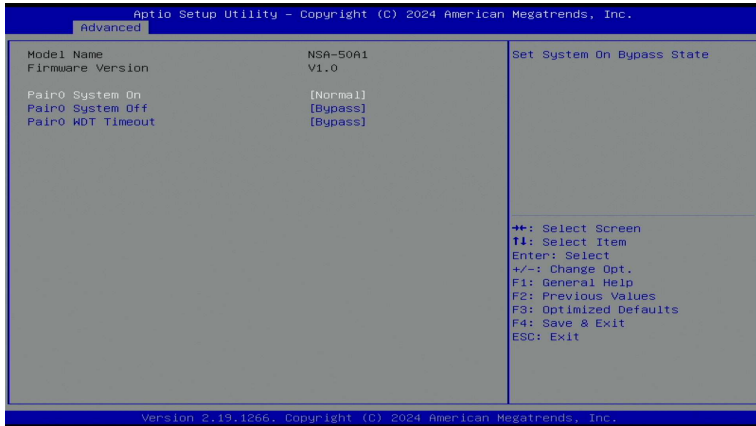 Aptio Setup Utility – Copyright (C) 2024 American Megatrends, Inc.
Advanced
Model Name NSA-50A1
Firmware Version V1.0
Pair0 System On [Normal]
Pair0 System Off [Bypass]
Pair0 WDT Timeout [Bypass]
Set System On Bypass State
→←: Select Screen
↑↓: Select Item
Enter: Select
+/-: Change Opt.
F1: General Help
F2: Previous Values
F3: Optimized Defaults
F4: Save & Exit
ESC: Exit
Version 2.19.1266. Copyright (C) 2024 American Megatrends, Inc.